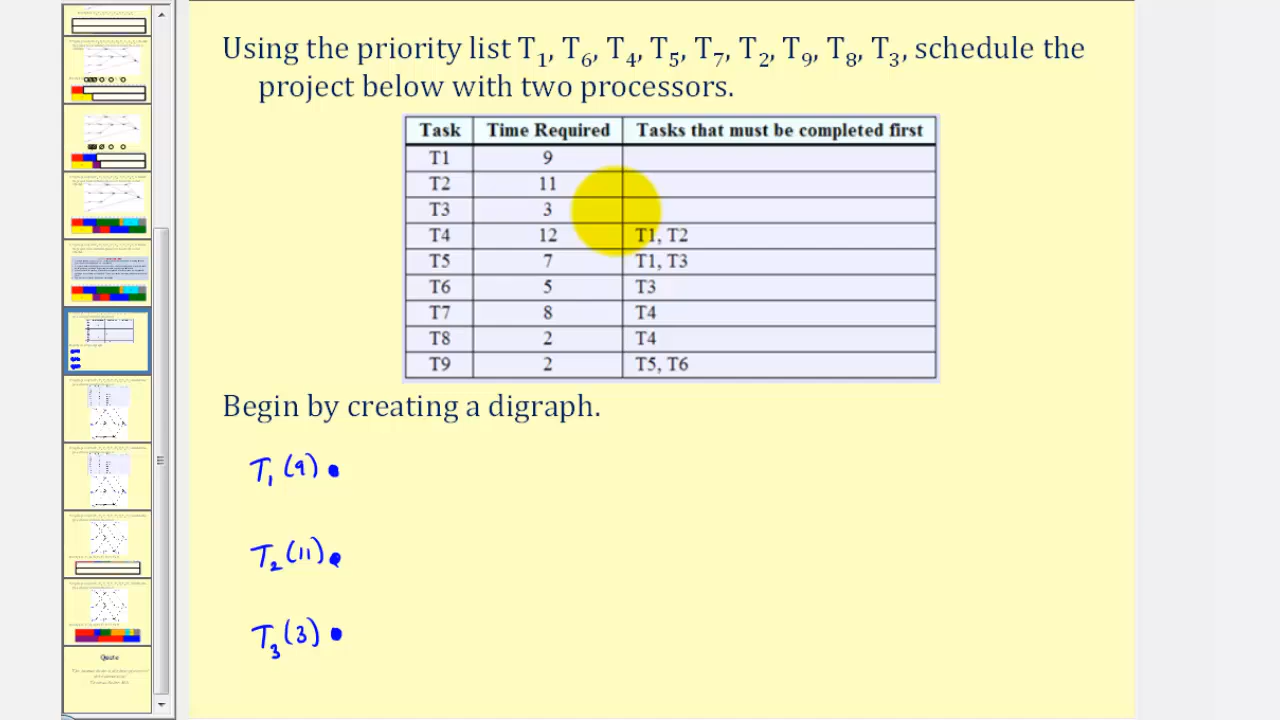 Using the priority list T₁, T₆, T₄, T₅, T₇, T₂, T₉, T₈, T₃, schedule the
project below with two processors.
Task Time Required Tasks that must be completed first
T1 9
T2 11
T3 3
T4 12 T1, T2
T5 7 T1, T3
T6 5 T3
T7 8 T4
T8 2 T4
T9 2 T5, T6
Begin by creating a digraph.
T₁(9)
T₂(11)
T₃(3)
Quote